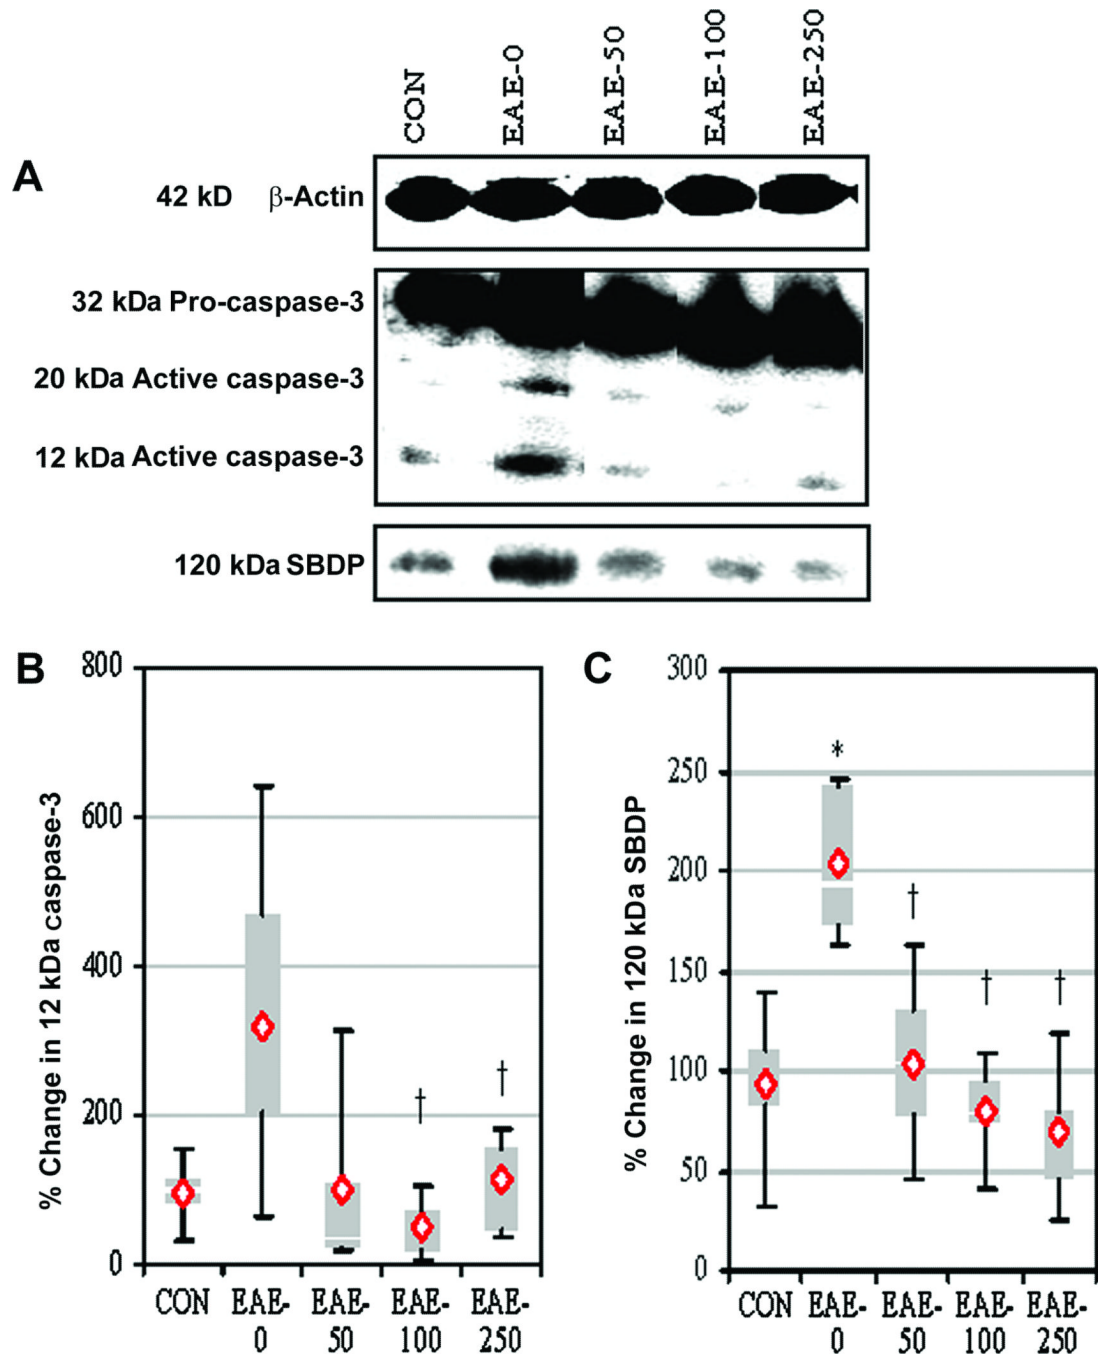 CON EAE-0 EAE-50 EAE-100 EAE-250
A
42 kD β-Actin
32 kDa Pro-caspase-3
20 kDa Active caspase-3
12 kDa Active caspase-3
120 kDa SBDP
B
% Change in 12 kDa caspase-3
800
600
400
200
0
†
†
CON EAE-0 EAE-50 EAE-100 EAE-250
C
% Change in 120 kDa SBDP
300
250
200
150
100
50
0
*
†
†
†
CON EAE-0 EAE-50 EAE-100 EAE-250